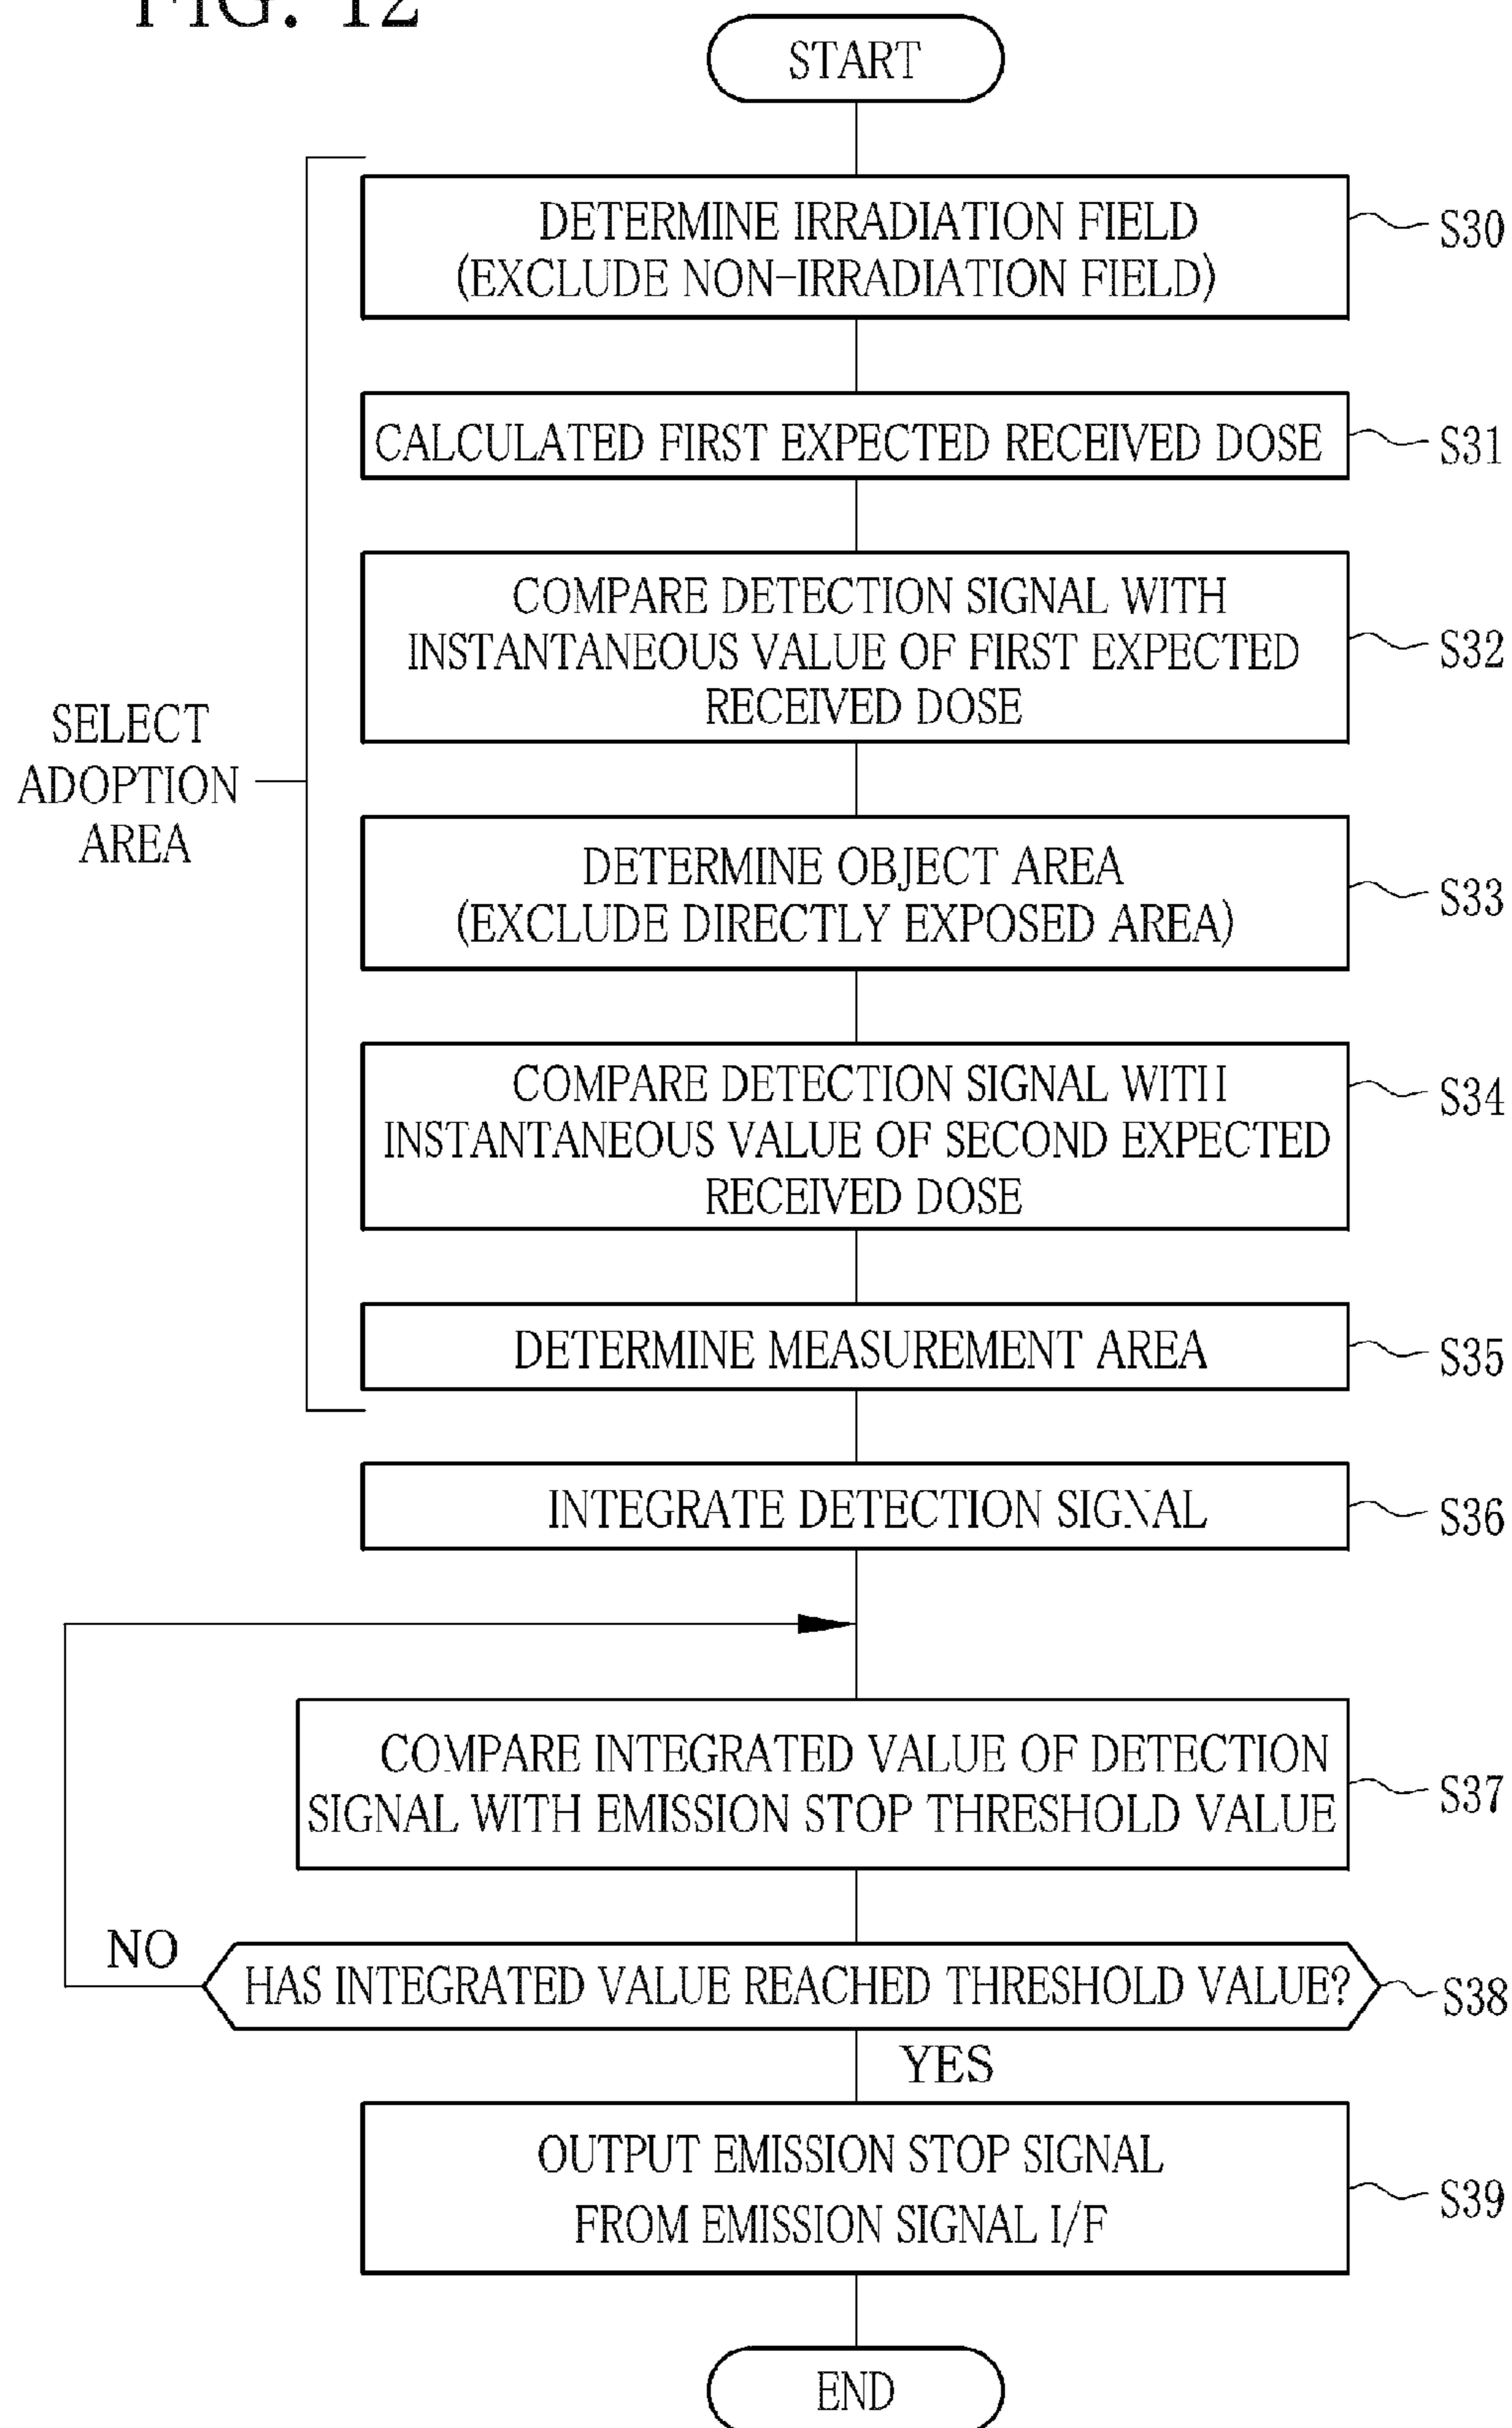 FIG. 12
START
DETERMINE IRRADIATION FIELD
(EXCLUDE NON-IRRADIATION FIELD)
S30
CALCULATED FIRST EXPECTED RECEIVED DOSE
S31
COMPARE DETECTION SIGNAL WITH
INSTANTANEOUS VALUE OF FIRST EXPECTED
RECEIVED DOSE
S32
SELECT
ADOPTION
AREA
DETERMINE OBJECT AREA
(EXCLUDE DIRECTLY EXPOSED AREA)
S33
COMPARE DETECTION SIGNAL WITH
INSTANTANEOUS VALUE OF SECOND EXPECTED
RECEIVED DOSE
S34
DETERMINE MEASUREMENT AREA
S35
INTEGRATE DETECTION SIGNAL
S36
COMPARE INTEGRATED VALUE OF DETECTION
SIGNAL WITH EMISSION STOP THRESHOLD VALUE
S37
NO
HAS INTEGRATED VALUE REACHED THRESHOLD VALUE?
S38
YES
OUTPUT EMISSION STOP SIGNAL
FROM EMISSION SIGNAL I/F
S39
END